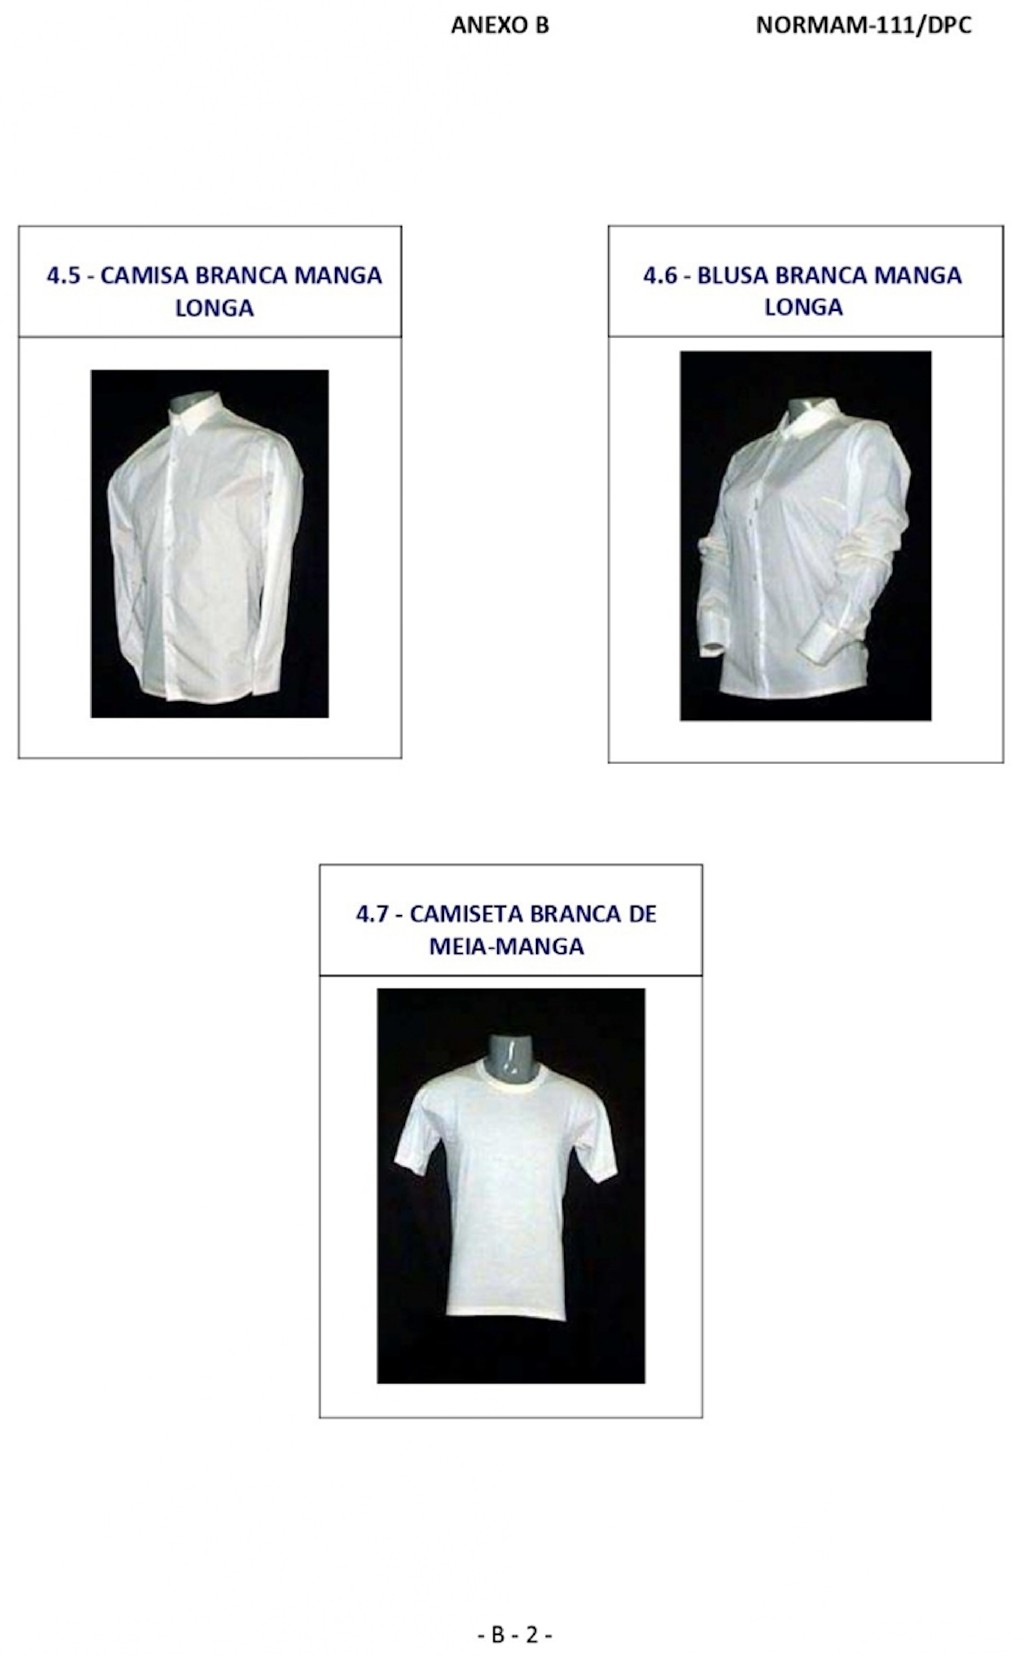 ANEXO B NORMAM-111/DPC
4.5 - CAMISA BRANCA MANGA
LONGA
4.6 - BLUSA BRANCA MANGA
LONGA
4.7 - CAMISETA BRANCA DE
MEIA-MANGA
- B - 2 -